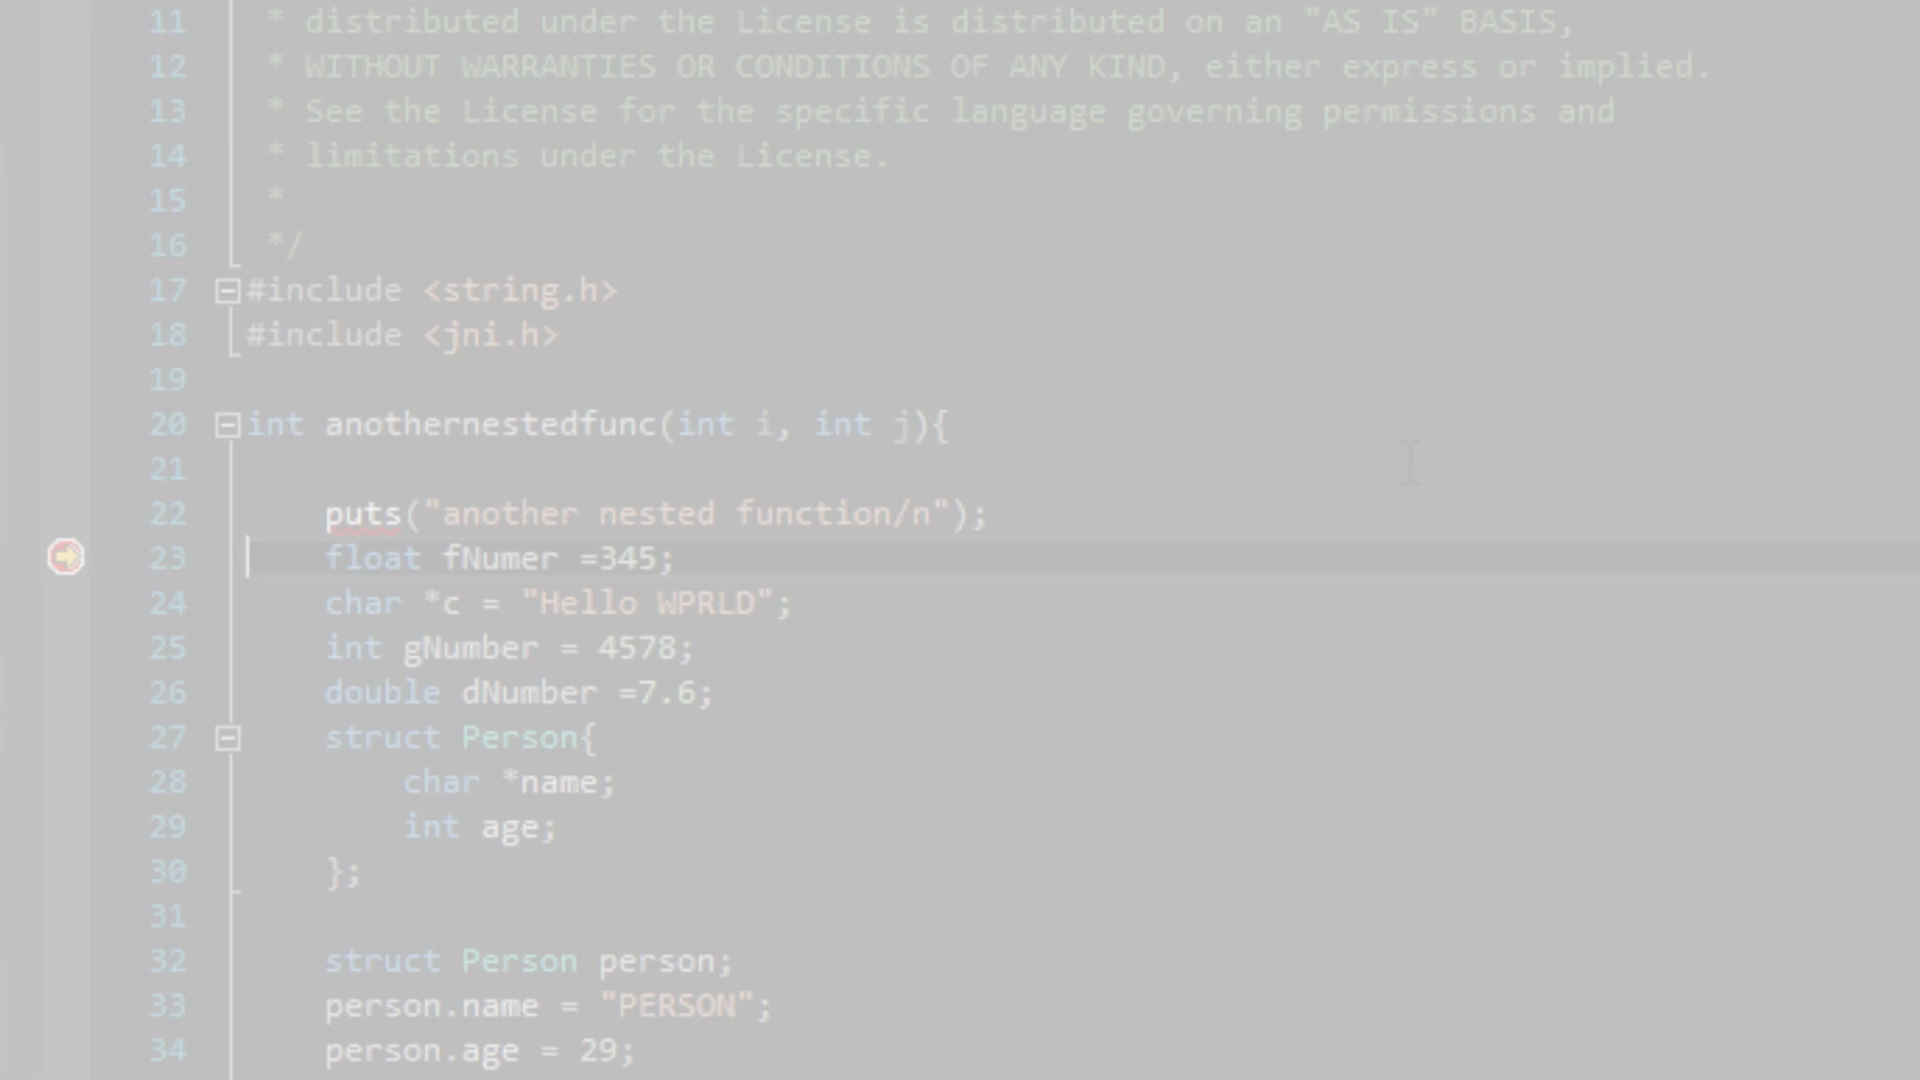 11 * distributed under the License is distributed on an "AS IS" BASIS,
12 * WITHOUT WARRANTIES OR CONDITIONS OF ANY KIND, either express or implied.
13 * See the License for the specific language governing permissions and
14 * limitations under the License.
15 *
16 */
17 #include <string.h>
18 #include <jni.h>
19
20 int anothernestedfunc(int i, int j){
21
22 puts("another nested function/n");
23 float fNumer =345;
24 char *c = "Hello WPRLD";
25 int gNumber = 4578;
26 double dNumber =7.6;
27 struct Person{
28 char *name;
29 int age;
30 };
31
32 struct Person person;
33 person.name = "PERSON";
34 person.age = 29;